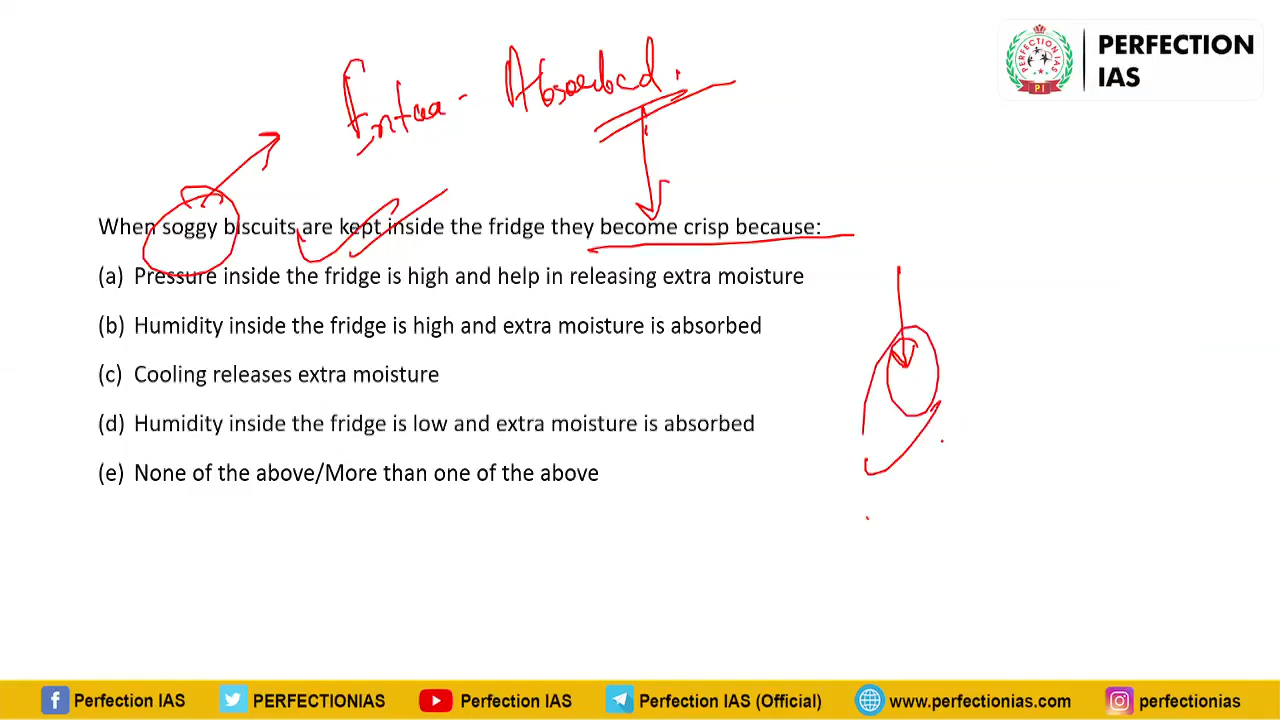 PERFECTION
IAS
PERFECTION IAS
PI
Extra - Absorbed.
When soggy biscuits are kept inside the fridge they become crisp because:
(a) Pressure inside the fridge is high and help in releasing extra moisture
(b) Humidity inside the fridge is high and extra moisture is absorbed
(c) Cooling releases extra moisture
(d) Humidity inside the fridge is low and extra moisture is absorbed
(e) None of the above/More than one of the above
Perfection IAS PERFECTIONIAS Perfection IAS Perfection IAS (Official) www.perfectionias.com perfectionias